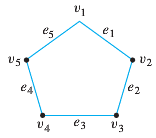 v₁
e₅ e₁
v₅ v₂
e₄ e₂
v₄ e₃ v₃